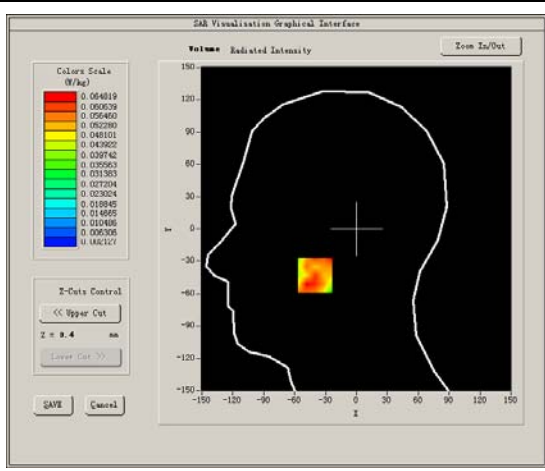 SAR Visualisation Graphical Interface
Volume Radiated Intensity
Zoom In/Out
Colors Scale
(W/kg)
0.064819
0.060639
0.056460
0.052280
0.048101
0.043922
0.039742
0.035563
0.031383
0.027204
0.023024
0.018845
0.014665
0.010486
0.006306
0.002127
150
120
90
60
30
0
-30
-60
-90
-120
-150
Y
-150 -120 -90 -60 -30 0 30 60 90 120 150
X
Z-Cuts Control
<< Upper Cut
Z = 8.4 mm
Lower Cut >>
SAVE Cancel